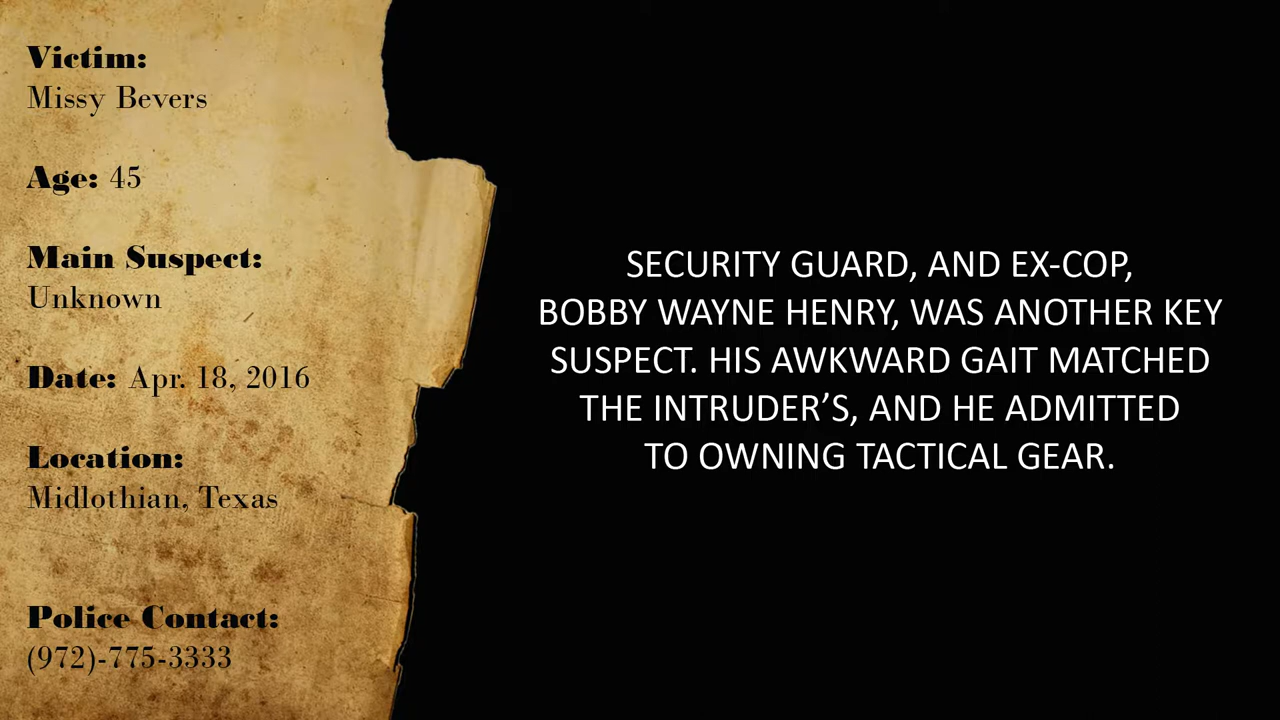 Victim:
Missy Bevers
Age: 45
Main Suspect:
Unknown
Date: Apr. 18, 2016
Location:
Midlothian, Texas
Police Contact:
(972)-775-3333
SECURITY GUARD, AND EX-COP,
BOBBY WAYNE HENRY, WAS ANOTHER KEY
SUSPECT. HIS AWKWARD GAIT MATCHED
THE INTRUDER’S, AND HE ADMITTED
TO OWNING TACTICAL GEAR.